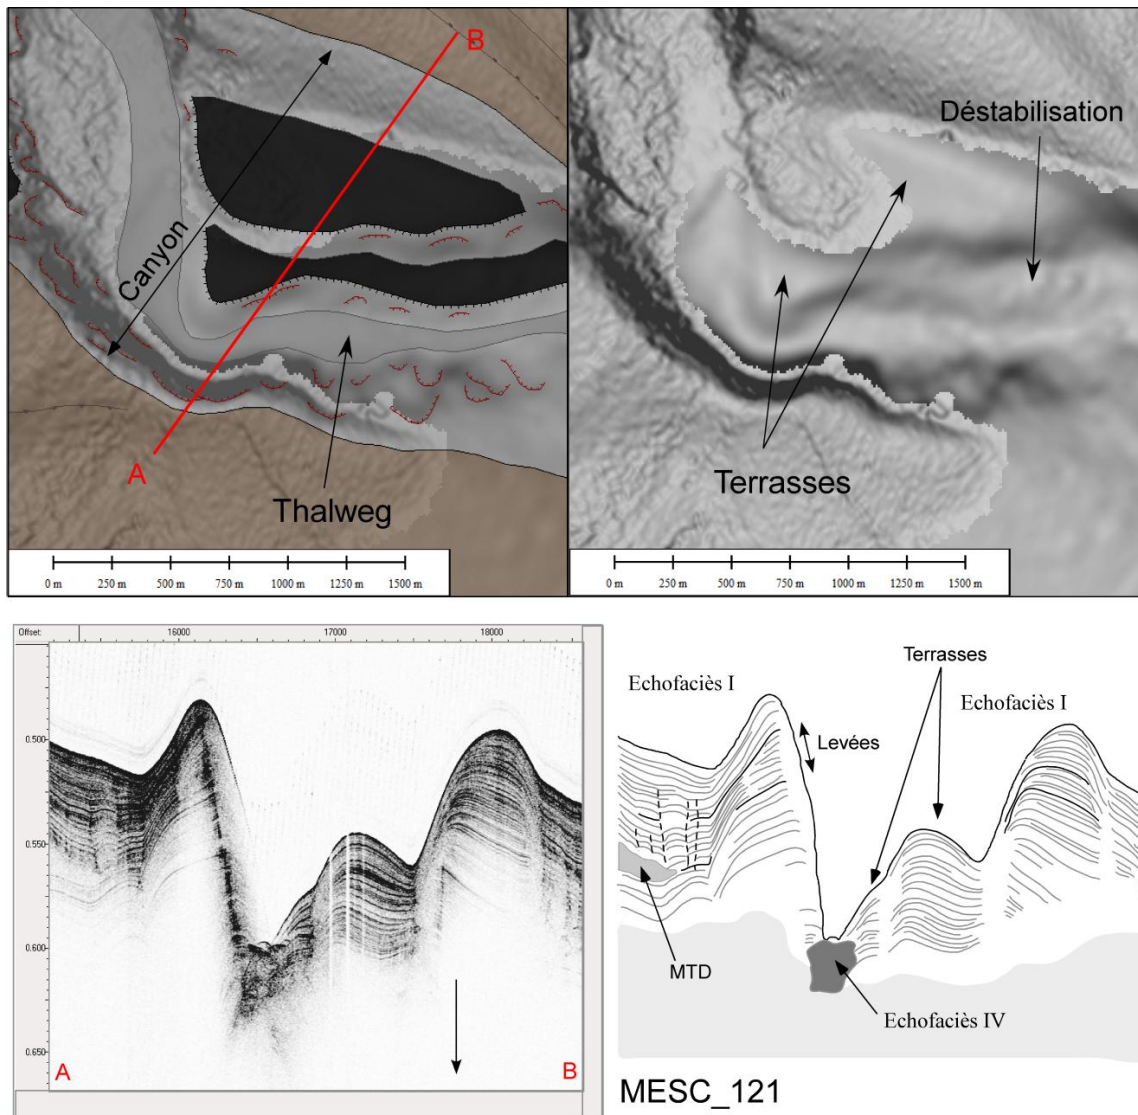 B
Canyon
A
Thalweg
0 m 250 m 500 m 750 m 1000 m 1250 m 1500 m
Déstabilisation
Terrasses
0 m 250 m 500 m 750 m 1000 m 1250 m 1500 m
Offset: 16000 17000 18000
0.500
0.550
0.600
0.650
A B
Terrasses
Echofaciès I
Echofaciès I
Levées
MTD
Echofaciès IV
MESC_121